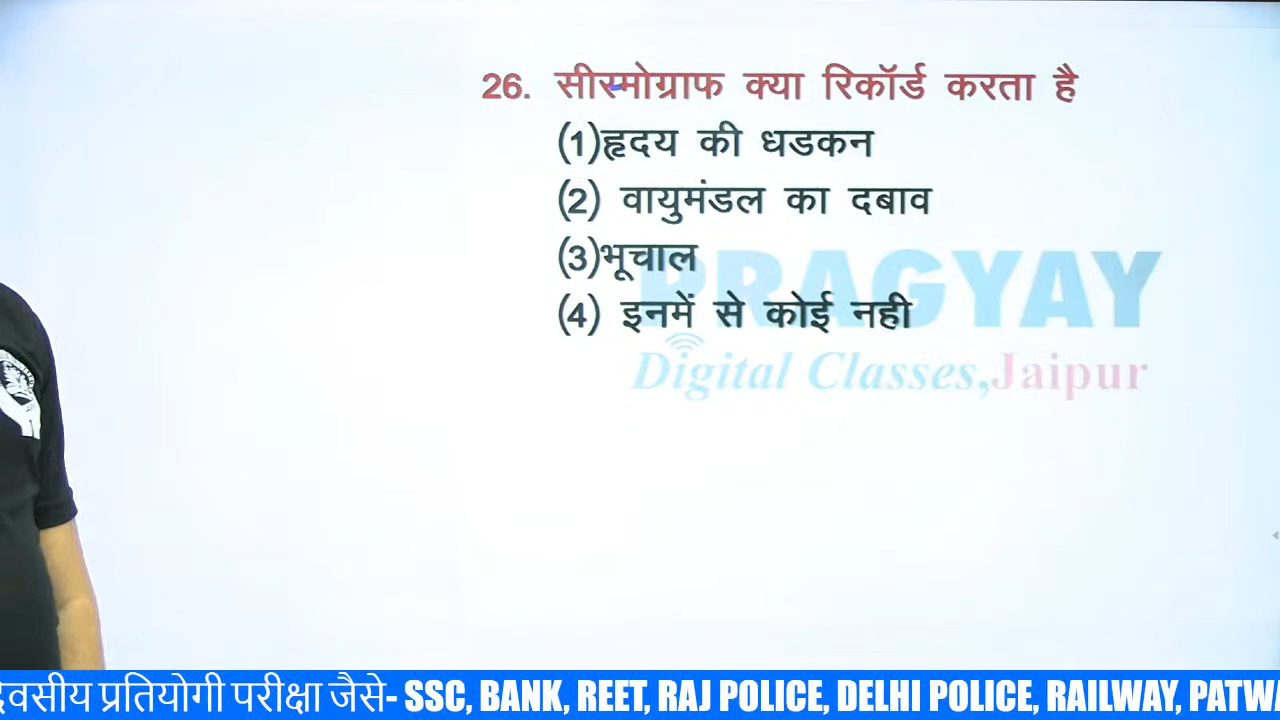 26. सीस्मोग्राफ क्या रिकॉर्ड करता है
(1)हृदय की धडकन
(2) वायुमंडल का दबाव
(3)भूचाल
(4) इनमें से कोई नही
PRAGYAY
Digital Classes,Jaipur
दिवसीय प्रतियोगी परीक्षा जैसे- SSC, BANK, REET, RAJ POLICE, DELHI POLICE, RAILWAY, PATWA